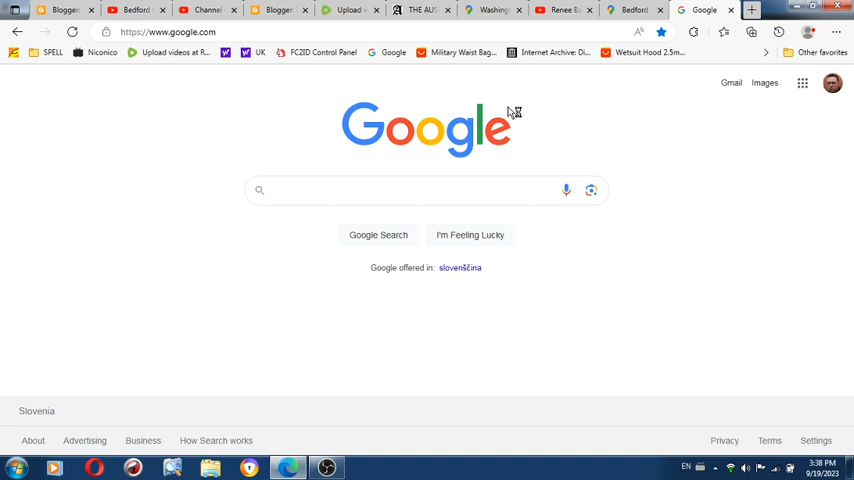 Blogger: Bedford Channel Blogger: Upload v THE AUS Washing Renee B Bedford Google
https://www.google.com
SPELL Niconico Upload videos at R... UK FC2ID Control Panel Google Military Waist Bag... Internet Archive: Di... Wetsuit Hood 2.5m... Other favorites
Gmail Images
Google
Google Search I'm Feeling Lucky
Google offered in: slovenščina
Slovenia
About Advertising Business How Search works Privacy Terms Settings
EN 3:38 PM
9/19/2023